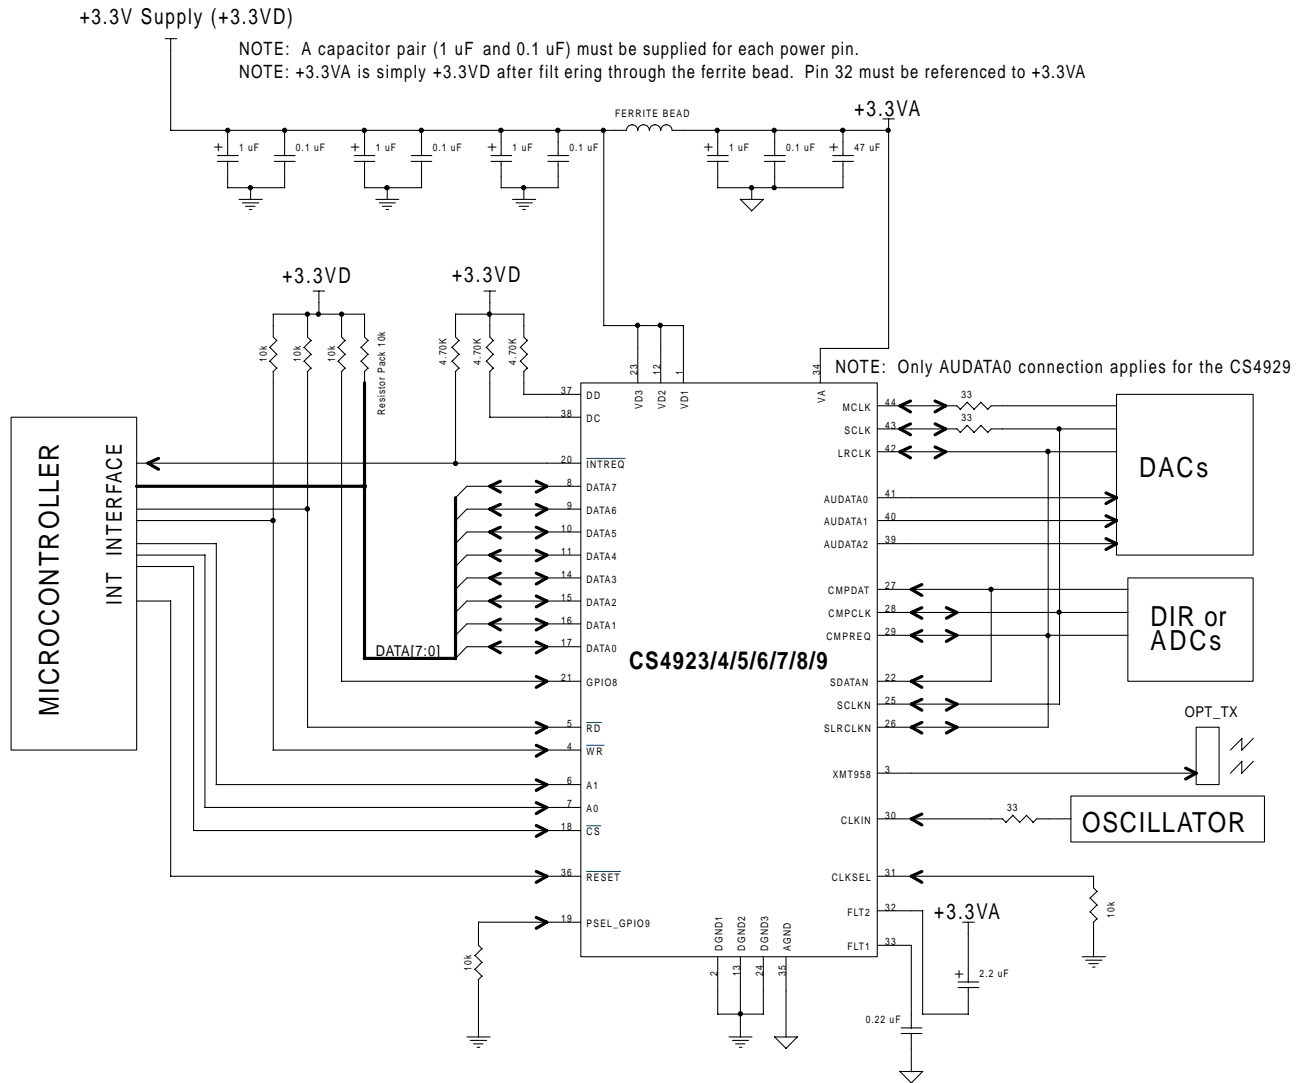 +3.3V Supply (+3.3VD)
NOTE: A capacitor pair (1 uF and 0.1 uF) must be supplied for each power pin.
NOTE: +3.3VA is simply +3.3VD after filt ering through the ferrite bead. Pin 32 must be referenced to +3.3VA
FERRITE BEAD
+3.3VA
+ 1 uF
0.1 uF
+ 1 uF
0.1 uF
+ 1 uF
0.1 uF
+ 1 uF
0.1 uF
+ 47 uF
+3.3VD
+3.3VD
10k
10k
10k
Resistor Pack 10k
4.70K
4.70K
4.70K
23
12
1
34
VD3
VD2
VD1
VA
NOTE: Only AUDATA0 connection applies for the CS4929
MICROCONTROLLER
INT INTERFACE
DATA[7:0]
37 DD
38 DC
20 INTREQ
8 DATA7
9 DATA6
10 DATA5
11 DATA4
14 DATA3
15 DATA2
16 DATA1
17 DATA0
21 GPIO8
5 RD
4 WR
6 A1
7 A0
18 CS
36 RESET
19 PSEL_GPIO9
10k
CS4923/4/5/6/7/8/9
MCLK 44
33
SCLK 43
33
LRCLK 42
AUDATA0 41
AUDATA1 40
AUDATA2 39
DACs
CMPDAT 27
CMPCLK 28
CMPREQ 29
DIR or
ADCs
SDATAN 22
SCLKN 25
SLRCLKN 26
OPT_TX
XMT958 3
CLKIN 30
33
OSCILLATOR
CLKSEL 31
10k
FLT2 32
+3.3VA
FLT1 33
+ 2.2 uF
0.22 uF
DGND1
DGND2
DGND3
AGND
2
13
24
35